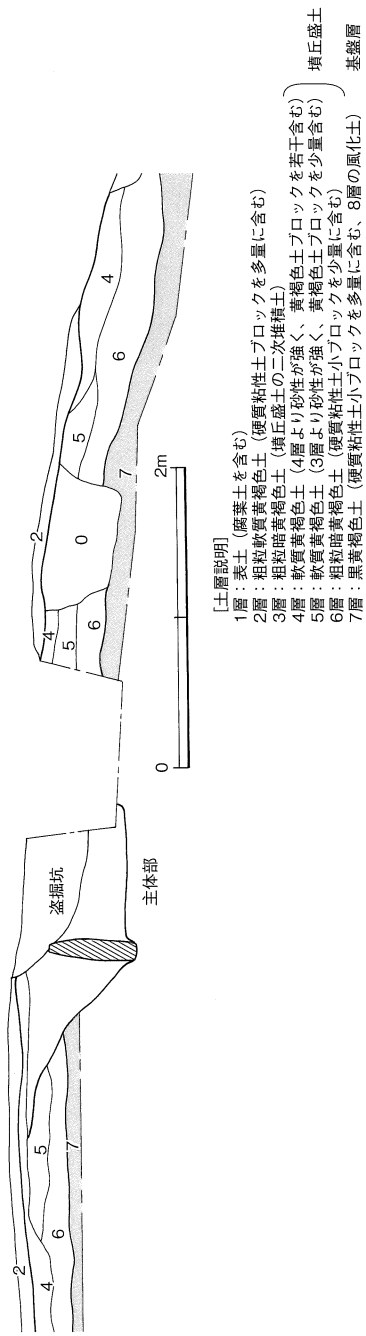 2
4
5
6
7
盗掘坑
主体部
2
4
5
6
0
5
4
6
7
0
2m
[土層説明]
1層：表土（腐葉土を含む）
2層：粗粒軟質黄褐色土（硬質粘性土ブロックを多量に含む）
3層：粗粒暗黄褐色土（墳丘盛土の二次堆積土）
4層：軟質黄褐色土（4層より砂性が強く、黄褐色土ブロックを若干含む）
5層：軟質黄褐色土（3層より砂性が強く、黄褐色土ブロックを少量含む）
6層：粗粒暗黄褐色土（硬質粘性土小ブロックを少量に含む）
7層：黒黄褐色土（硬質粘性土小ブロックを多量に含む、8層の風化土）
墳丘盛土
基盤層